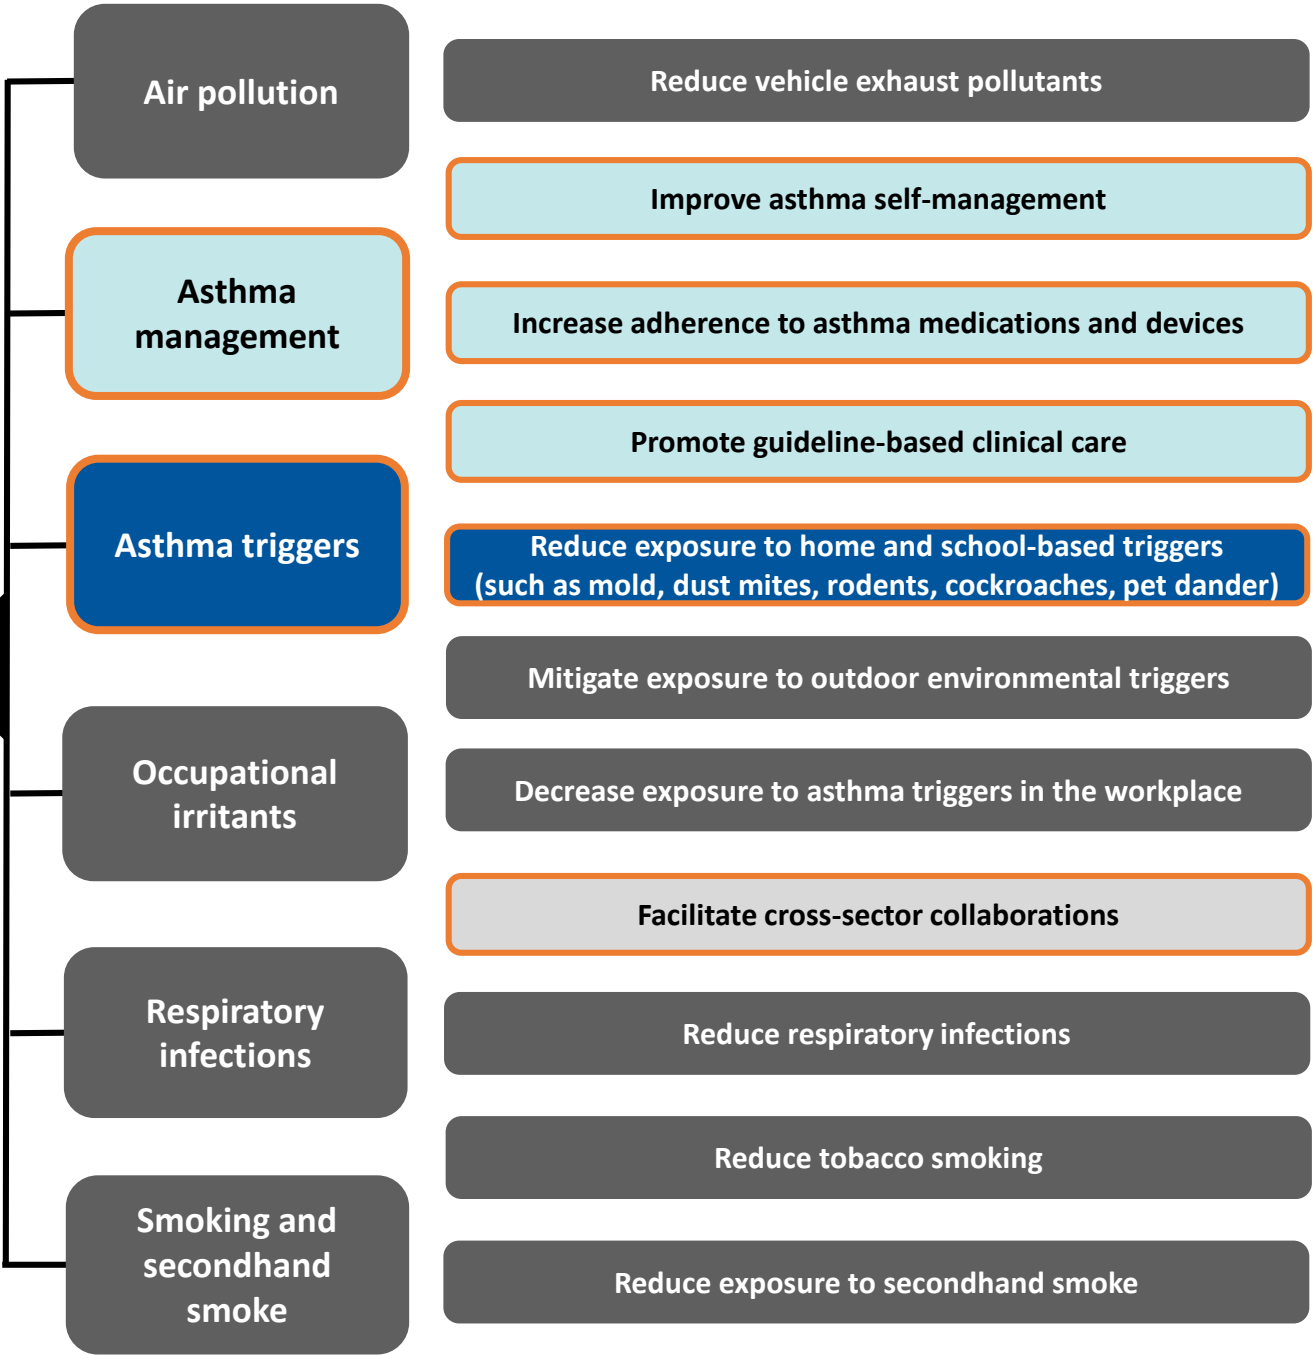 Air pollution
Reduce vehicle exhaust pollutants
Improve asthma self-management
Asthma
management
Increase adherence to asthma medications and devices
Promote guideline-based clinical care
Asthma triggers
Reduce exposure to home and school-based triggers
(such as mold, dust mites, rodents, cockroaches, pet dander)
Mitigate exposure to outdoor environmental triggers
Occupational
irritants
Decrease exposure to asthma triggers in the workplace
Facilitate cross-sector collaborations
Respiratory
infections
Reduce respiratory infections
Reduce tobacco smoking
Smoking and
secondhand
smoke
Reduce exposure to secondhand smoke